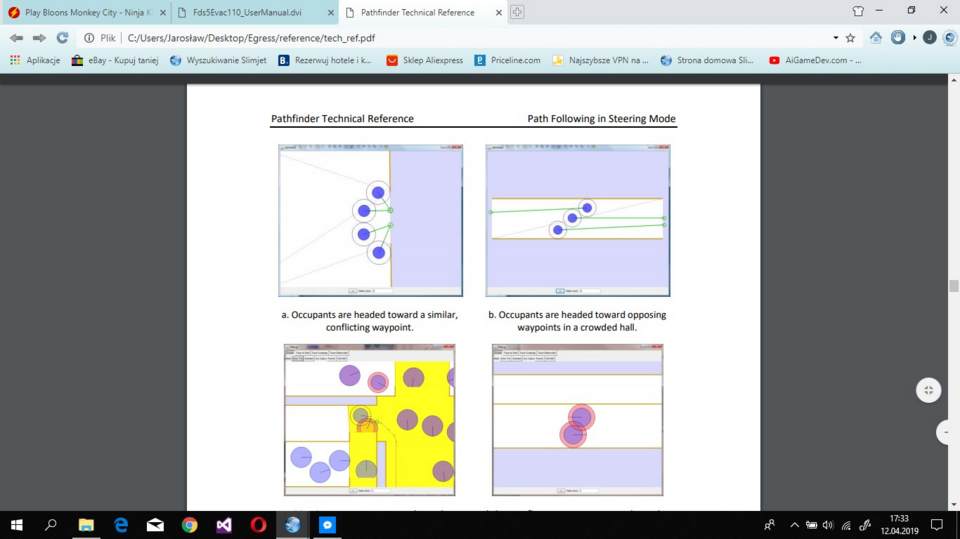 Play Bloons Monkey City - Ninja K
Fds5Evac110_UserManual.dvi
Pathfinder Technical Reference
Plik
C:/Users/Jarosław/Desktop/Egress/reference/tech_ref.pdf
J
Aplikacje
eBay - Kupuj taniej
Wyszukiwanie Slimjet
B.
Rezerwuj hotele i k...
Sklep Aliexpress
Priceline.com
Najszybsze VPN na ...
Strona domowa Sli...
AiGameDev.com - ...
Pathfinder Technical Reference
Path Following in Steering Mode
a. Occupants are headed toward a similar,
conflicting waypoint.
b. Occupants are headed toward opposing
waypoints in a crowded hall.
17:33
12.04.2019